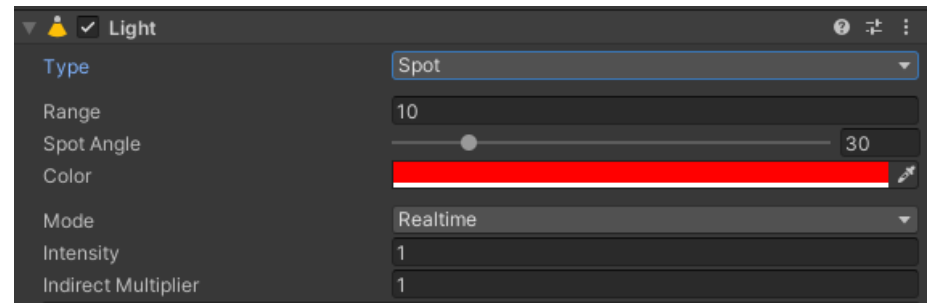 Light
Type Spot
Range 10
Spot Angle 30
Color
Mode Realtime
Intensity 1
Indirect Multiplier 1